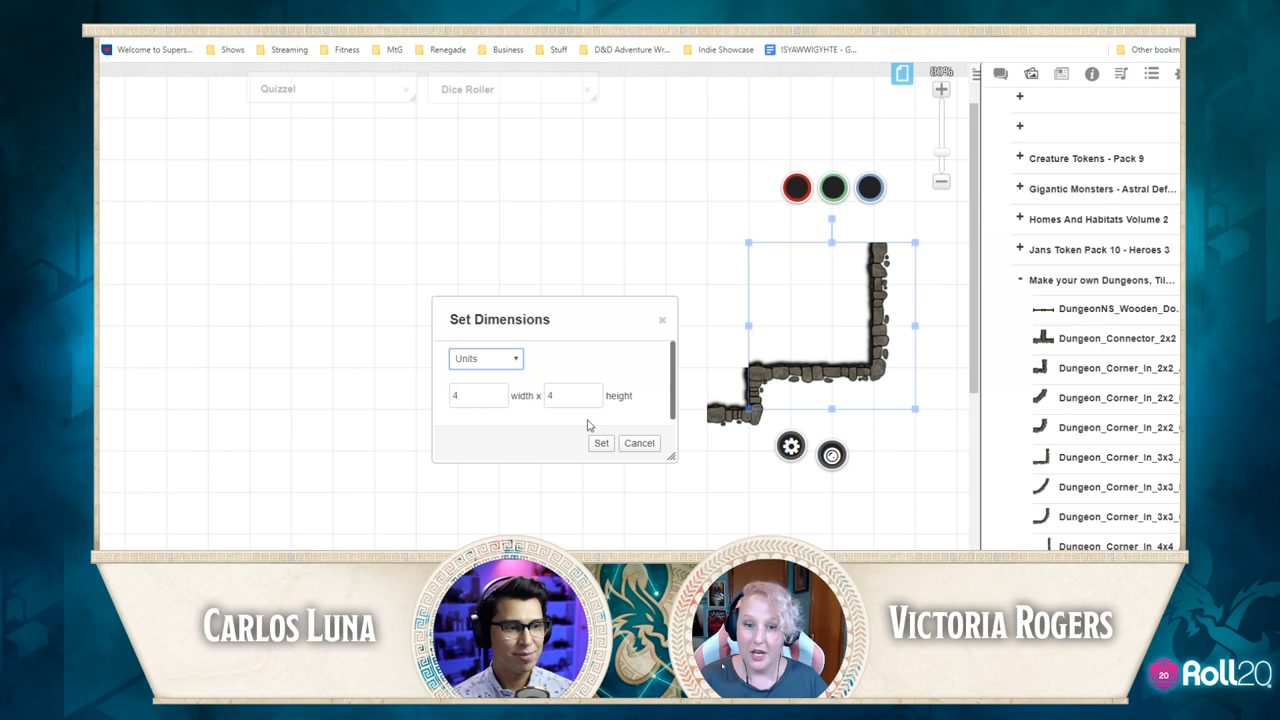 Welcome to Supers...
Shows
Streaming
Fitness
MtG
Renegade
Business
Stuff
D&D Adventure Wr...
Indie Showcase
ISYAWWIGYHTE - G...
Other bookm
Quizzel
Dice Roller
88%
Creature Tokens - Pack 9
Gigantic Monsters - Astral Def...
Homes And Habitats Volume 2
Jans Token Pack 10 - Heroes 3
Make your own Dungeons, Til...
DungeonNS_Wooden_Do.
Dungeon_Connector_2x2
Dungeon_Corner_In_2x2_
Dungeon_Corner_In_2x2_
Dungeon_Corner_In_2x2_
Dungeon_Corner_In_3x3_
Dungeon_Corner_In_3x3_
Dungeon_Corner_In_3x3_
Dungeon_Corner_In_4x4
Set Dimensions
Units
4 width x 4 height
Set Cancel
CARLOS LUNA
VICTORIA ROGERS
20 Roll20